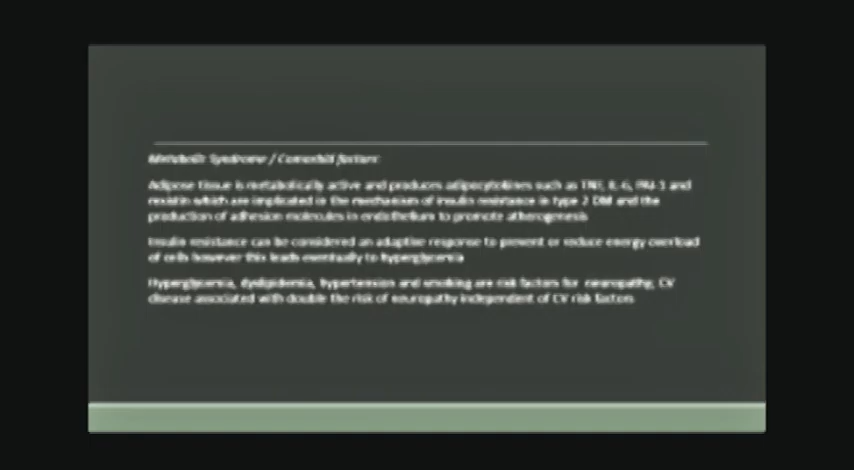 Metabolic Syndrome / Comorbid factors:
Adipose tissue is metabolically active and produces adipocytokines such as TNF, IL-6, PAI-1 and
resistin which are implicated in the mechanism of insulin resistance in type 2 DM and the
production of adhesion molecules in endothelium to promote atherogenesis
Insulin resistance can be considered an adaptive response to prevent or reduce energy overload
of cells however this leads eventually to hyperglycemia
Hyperglycemia, dyslipidemia, hypertension and smoking are risk factors for neuropathy, CV
disease associated with double the risk of neuropathy independent of CV risk factors